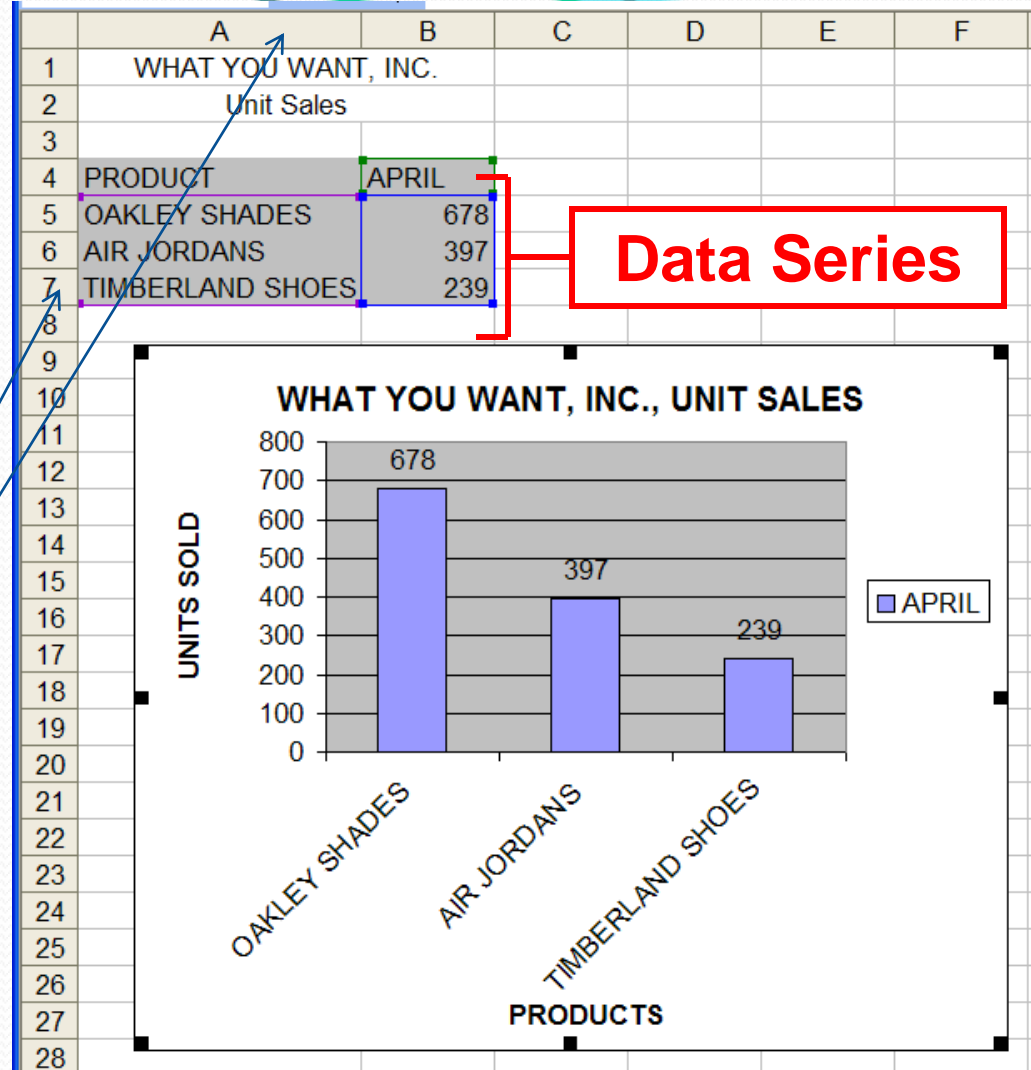 A B C D E F
1 WHAT YOU WANT, INC.
2 Unit Sales
3
4 PRODUCT APRIL
5 OAKLEY SHADES 678
6 AIR JORDANS 397
7 TIMBERLAND SHOES 239
Data Series
8
9
10
11
12
13
14
15
16
17
18
19
20
21
22
23
24
25
26
27
28
WHAT YOU WANT, INC., UNIT SALES
UNITS SOLD
800
700
600
500
400
300
200
100
0
678
397
239
APRIL
OAKLEY SHADES
AIR JORDANS
TIMBERLAND SHOES
PRODUCTS